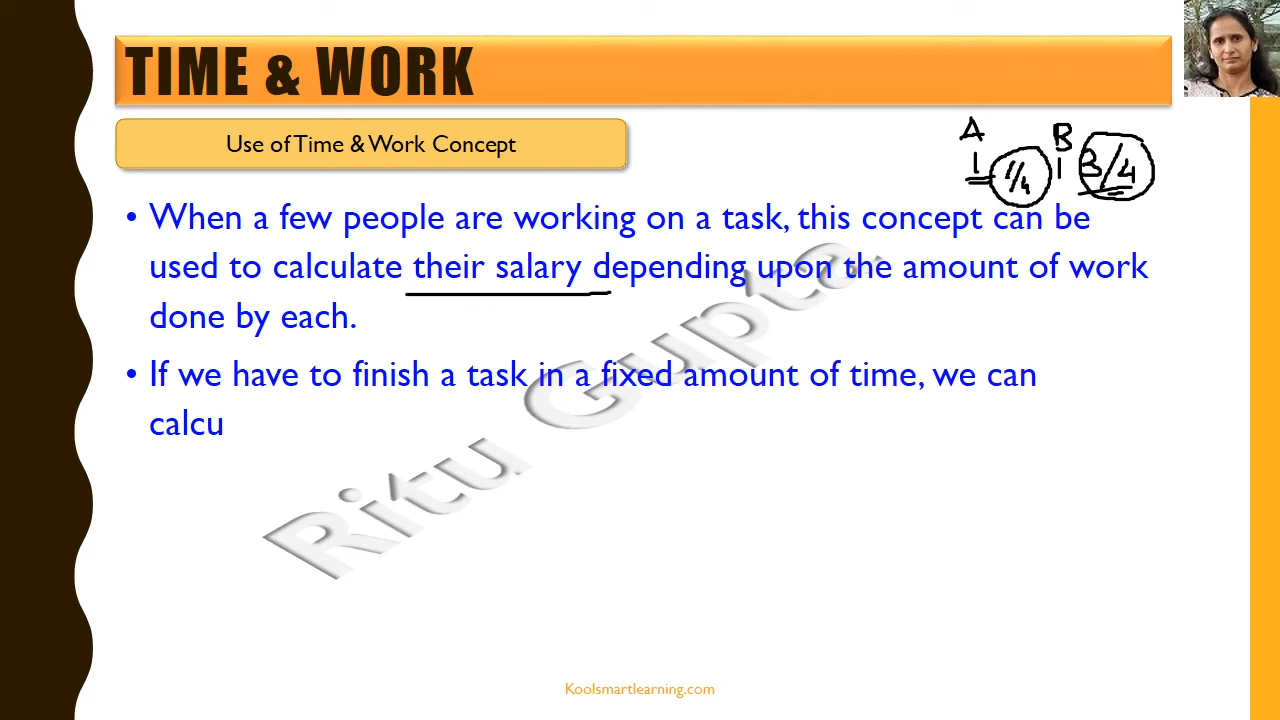 TIME & WORK
Use of Time & Work Concept
A B
1 1/4 1 3/4
• When a few people are working on a task, this concept can be
used to calculate their salary depending upon the amount of work
done by each.
• If we have to finish a task in a fixed amount of time, we can
calcu
Ritu Gupta
Koolsmartlearning.com